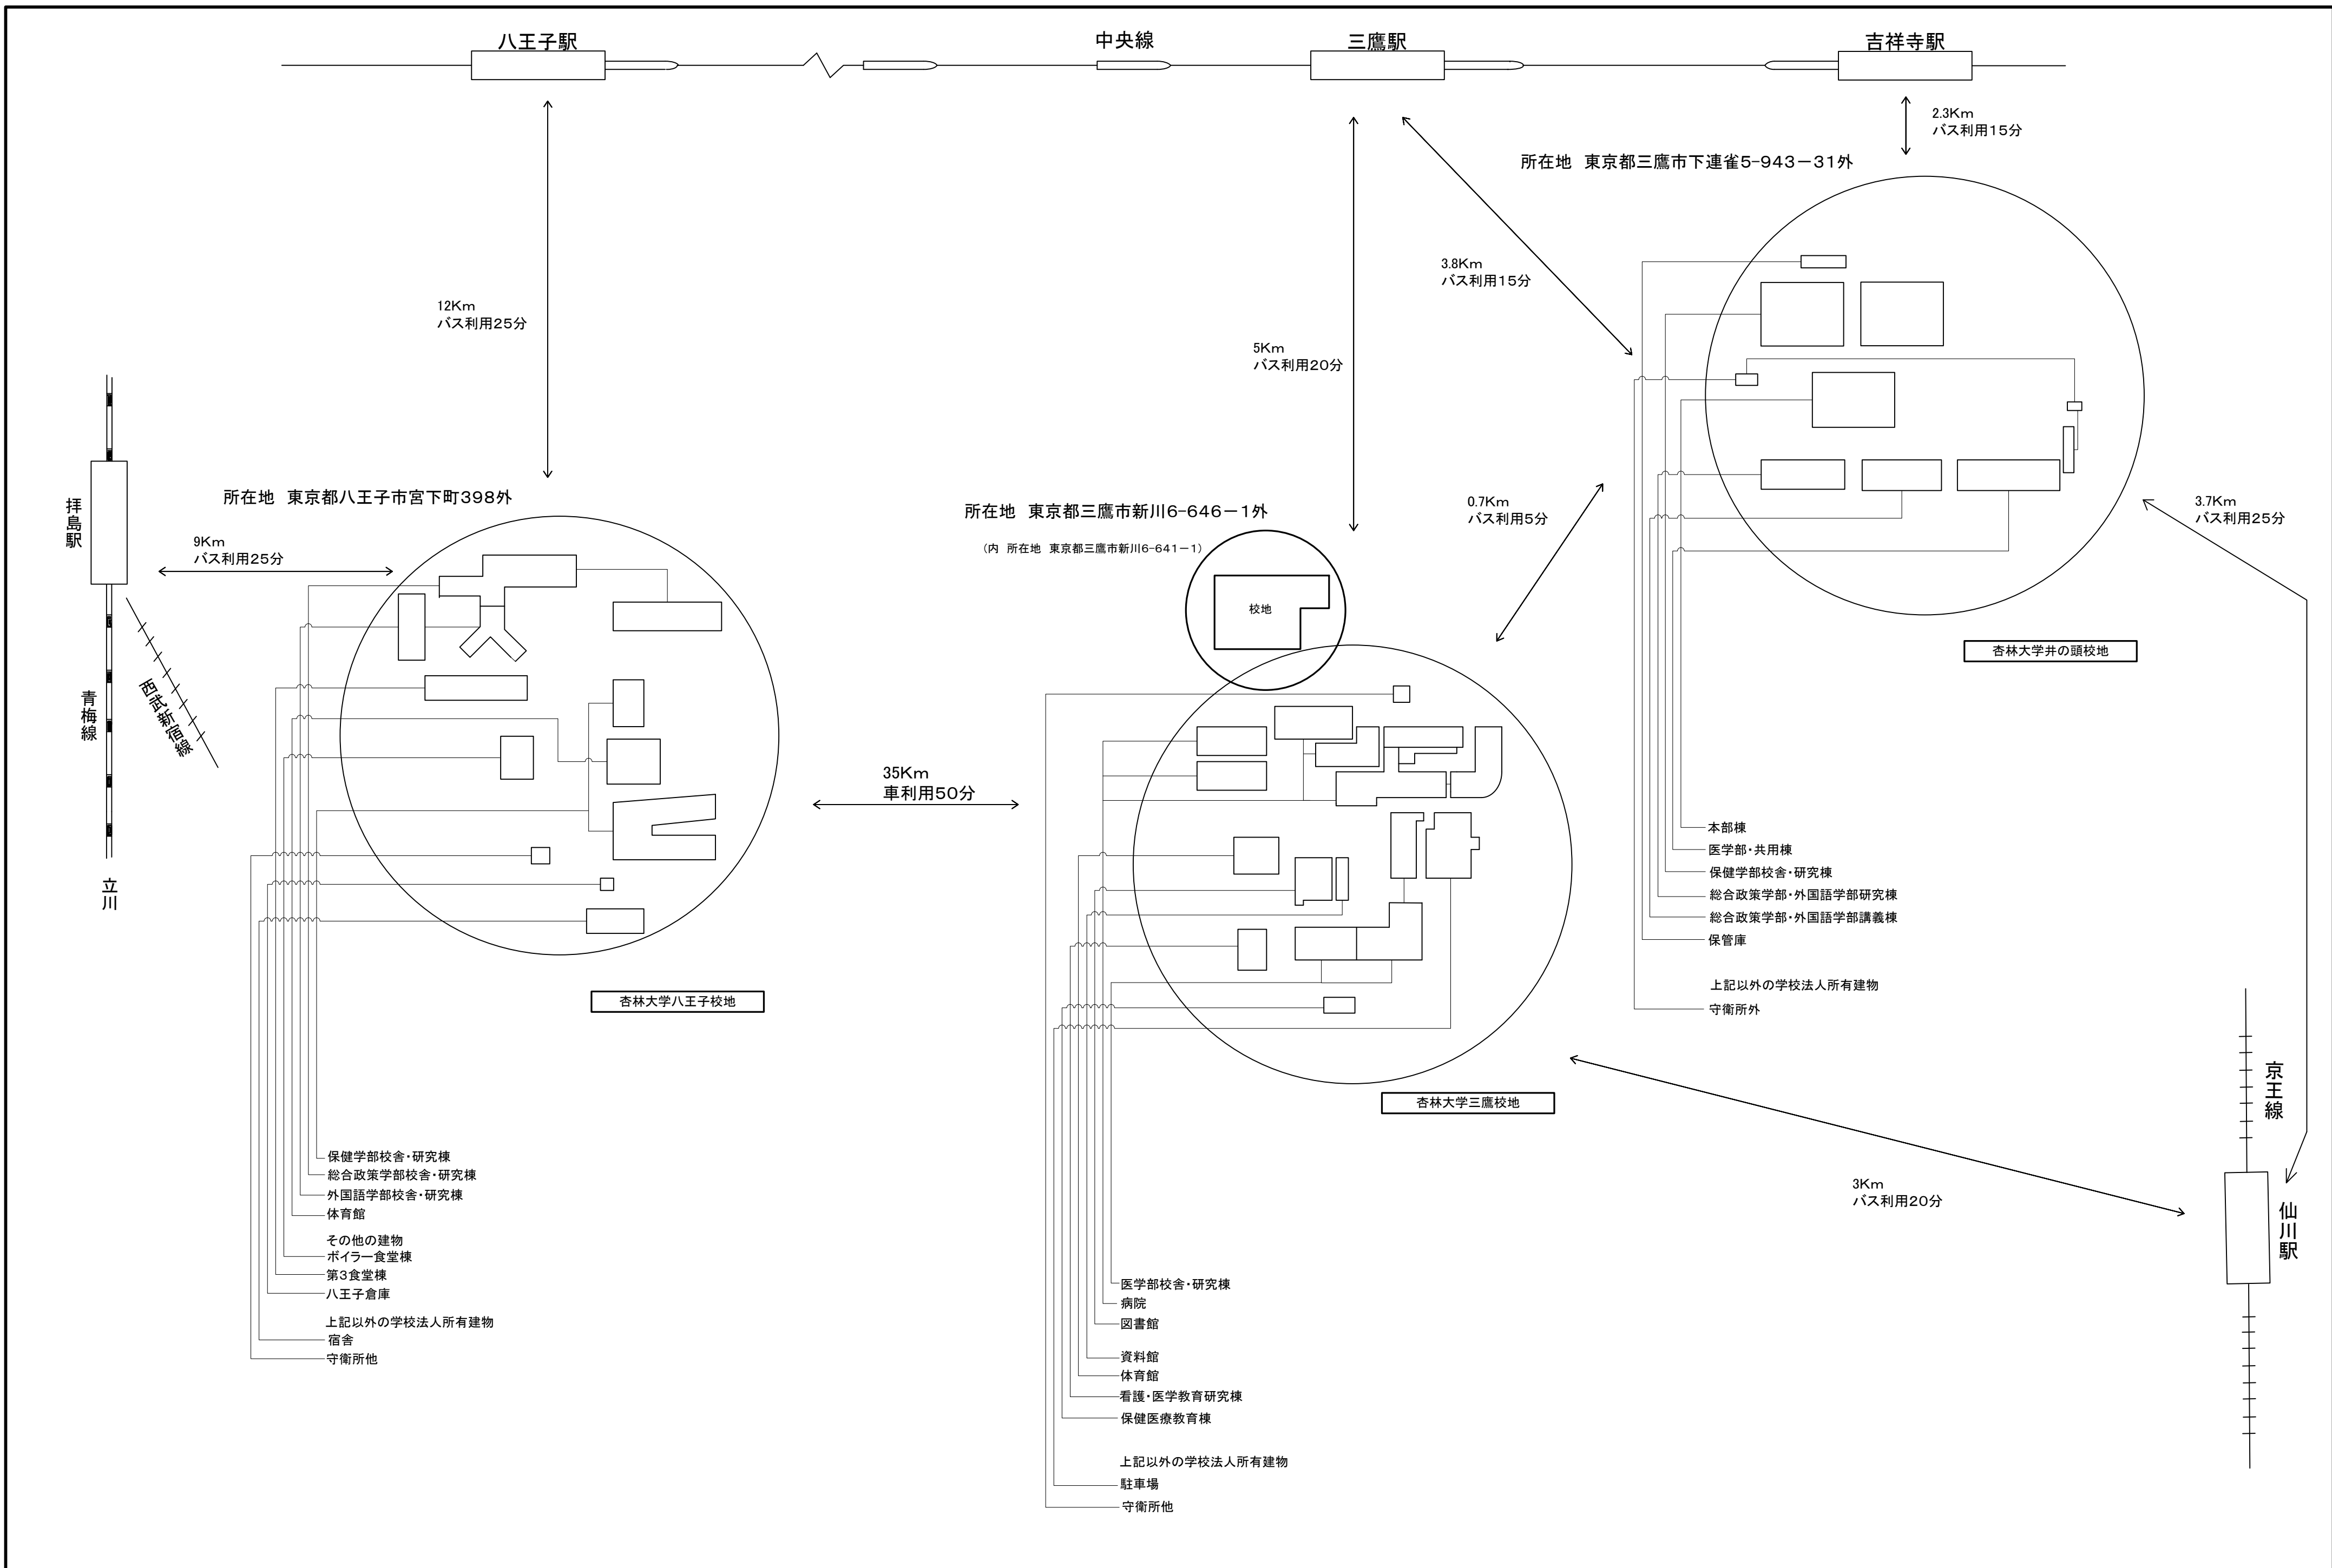 八王子駅
中央線
三鷹駅
吉祥寺駅
2.3Km
バス利用15分
所在地　東京都三鷹市下連雀5-943－31外
3.8Km
バス利用15分
12Km
バス利用25分
5Km
バス利用20分
拝島駅
青梅線
立川
西武新宿線
9Km
バス利用25分
所在地　東京都八王子市宮下町398外
所在地　東京都三鷹市新川6-646－1外
（内　所在地　東京都三鷹市新川6-641－1）
校地
0.7Km
バス利用5分
3.7Km
バス利用25分
杏林大学井の頭校地
35Km
車利用50分
本部棟
医学部・共用棟
保健学部校舎・研究棟
総合政策学部・外国語学部研究棟
総合政策学部・外国語学部講義棟
保管庫
上記以外の学校法人所有建物
守衛所外
杏林大学八王子校地
杏林大学三鷹校地
京王線
仙川駅
3Km
バス利用20分
保健学部校舎・研究棟
総合政策学部校舎・研究棟
外国語学部校舎・研究棟
体育館
その他の建物
ボイラー食堂棟
第3食堂棟
八王子倉庫
上記以外の学校法人所有建物
宿舎
守衛所他
医学部校舎・研究棟
病院
図書館
資料館
体育館
看護・医学教育研究棟
保健医療教育棟
上記以外の学校法人所有建物
駐車場
守衛所他